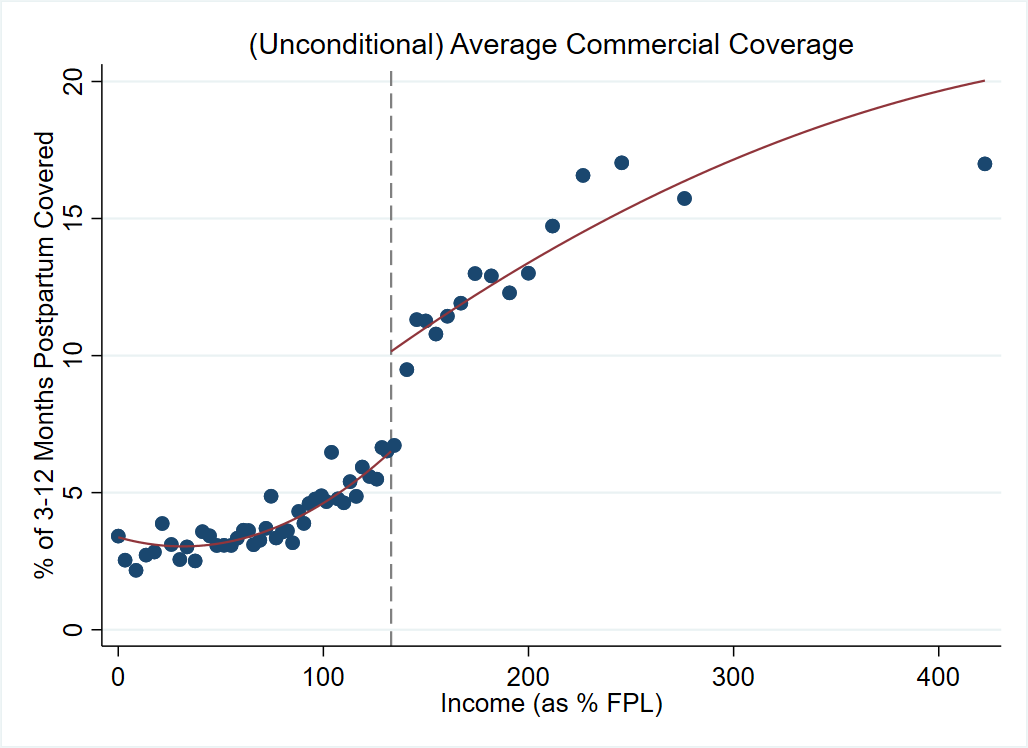 (Unconditional) Average Commercial Coverage
% of 3-12 Months Postpartum Covered
20
15
10
5
0
0 100 200 300 400
Income (as % FPL)